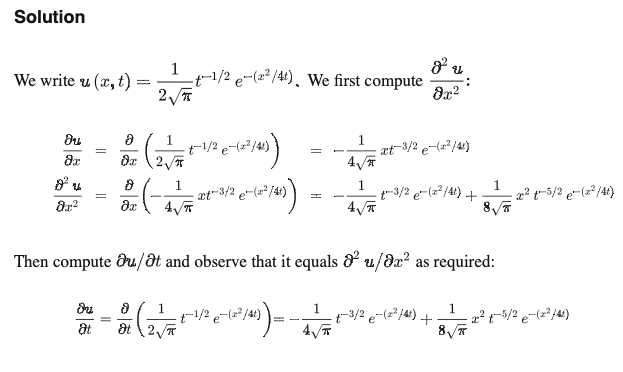 Solution
We write u (x, t) = \frac{1}{2\sqrt{\pi}} t^{-1/2} e^{-(x^2/4t)}. We first compute \frac{\partial^2 u}{\partial x^2}:
\frac{\partial u}{\partial x} = \frac{\partial}{\partial x} \left( \frac{1}{2\sqrt{\pi}} t^{-1/2} e^{-(x^2/4t)} \right) = -\frac{1}{4\sqrt{\pi}} xt^{-3/2} e^{-(x^2/4t)}
\frac{\partial^2 u}{\partial x^2} = \frac{\partial}{\partial x} \left( -\frac{1}{4\sqrt{\pi}} xt^{-3/2} e^{-(x^2/4t)} \right) = -\frac{1}{4\sqrt{\pi}} t^{-3/2} e^{-(x^2/4t)} + \frac{1}{8\sqrt{\pi}} x^2 t^{-5/2} e^{-(x^2/4t)}
Then compute ∂u/∂t and observe that it equals ∂² u/∂x² as required:
\frac{\partial u}{\partial t} = \frac{\partial}{\partial t} \left( \frac{1}{2\sqrt{\pi}} t^{-1/2} e^{-(x^2/4t)} \right) = -\frac{1}{4\sqrt{\pi}} t^{-3/2} e^{-(x^2/4t)} + \frac{1}{8\sqrt{\pi}} x^2 t^{-5/2} e^{-(x^2/4t)}